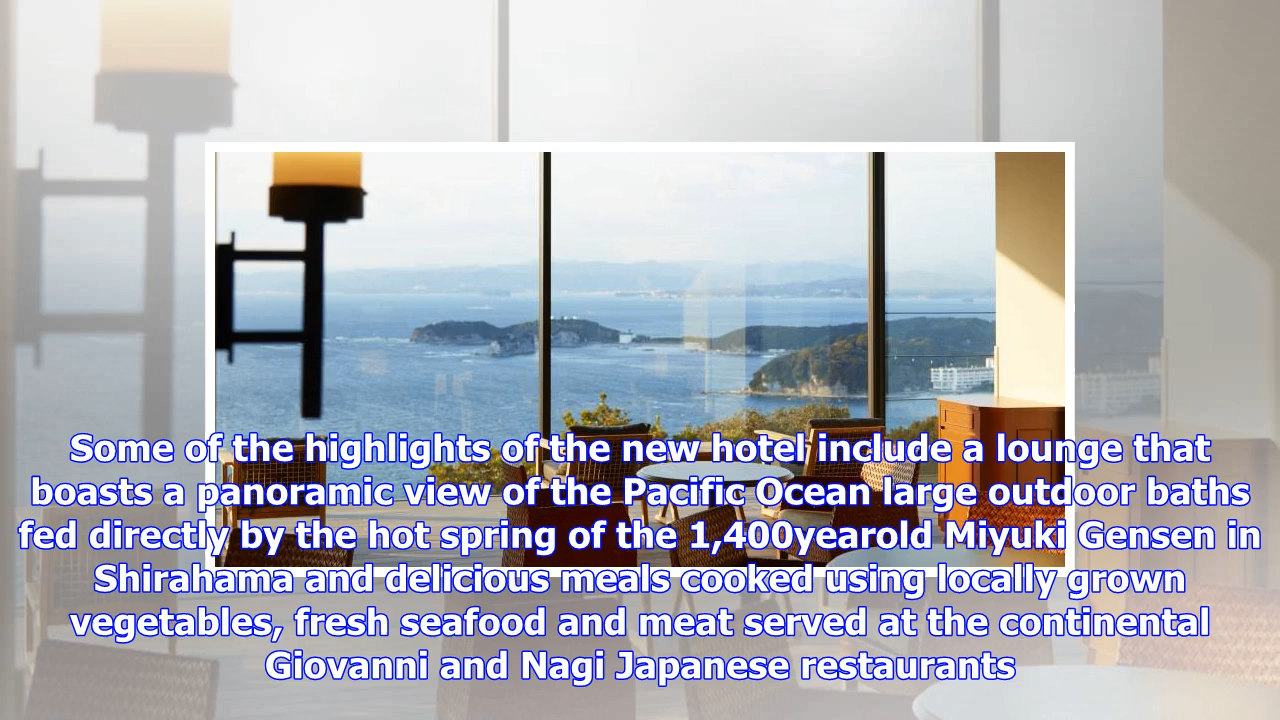 Some of the highlights of the new hotel include a lounge that
boasts a panoramic view of the Pacific Ocean large outdoor baths
fed directly by the hot spring of the 1,400yearold Miyuki Gensen in
Shirahama and delicious meals cooked using locally grown
vegetables, fresh seafood and meat served at the continental
Giovanni and Nagi Japanese restaurants